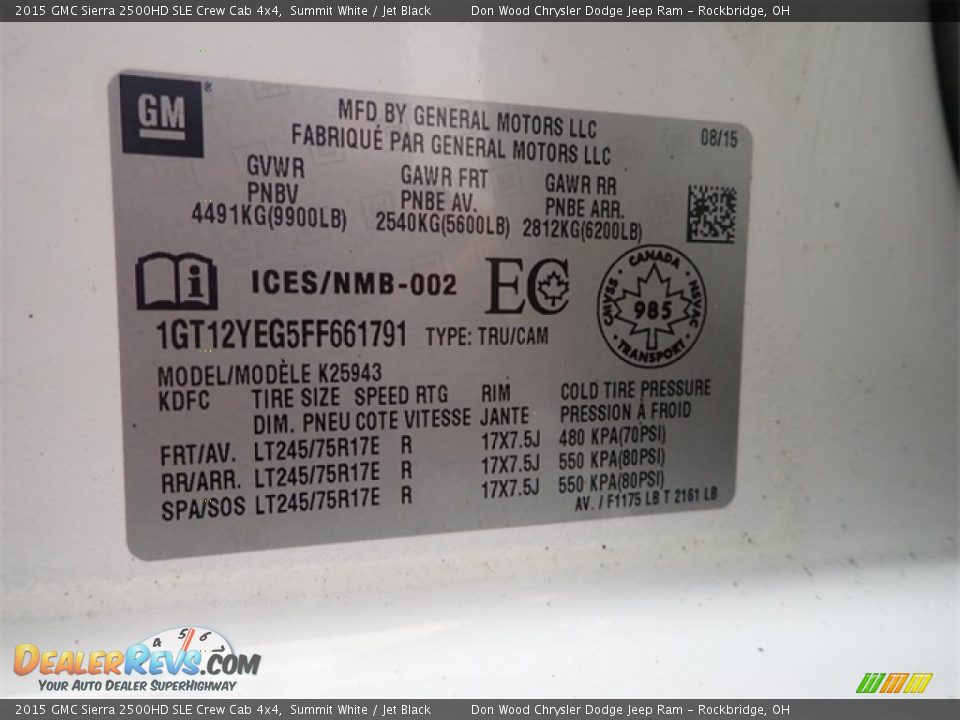 2015 GMC Sierra 2500HD SLE Crew Cab 4x4, Summit White / Jet Black Don Wood Chrysler Dodge Jeep Ram - Rockbridge, OH
GM ®
MFD BY GENERAL MOTORS LLC
FABRIQUÉ PAR GENERAL MOTORS LLC
08/15
GVWR GAWR FRT GAWR RR
PNBV PNBE AV. PNBE ARR.
4491KG(9900LB) 2540KG(5600LB) 2812KG(6200LB)
i ICES/NMB-002 EC
CANADA
CMVSS 985 NSVAC
TRANSPORT
1GT12YEG5FF661791 TYPE: TRU/CAM
MODEL/MODÈLE K25943
KDFC TIRE SIZE SPEED RTG RIM COLD TIRE PRESSURE
DIM. PNEU COTE VITESSE JANTE PRESSION À FROID
FRT/AV. LT245/75R17E R 17X7.5J 480 KPA(70PSI)
RR/ARR. LT245/75R17E R 17X7.5J 550 KPA(80PSI)
SPA/SOS LT245/75R17E R 17X7.5J 550 KPA(80PSI)
AV. / F1175 LB T 2161 LB
4 5 6
DEALERREVS.COM
YOUR AUTO DEALER SUPERHIGHWAY
2015 GMC Sierra 2500HD SLE Crew Cab 4x4, Summit White / Jet Black Don Wood Chrysler Dodge Jeep Ram - Rockbridge, OH